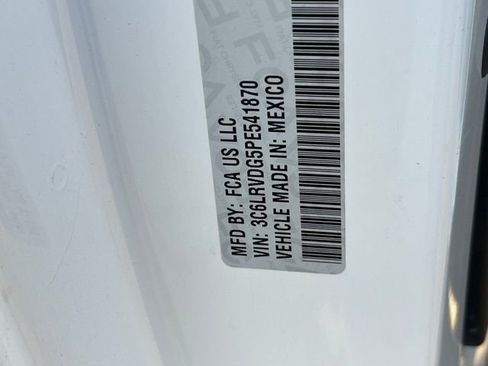 MFD BY: FCA US LLC
VIN: 3C6LRVDG5PE541870
VEHICLE MADE IN: MEXICO